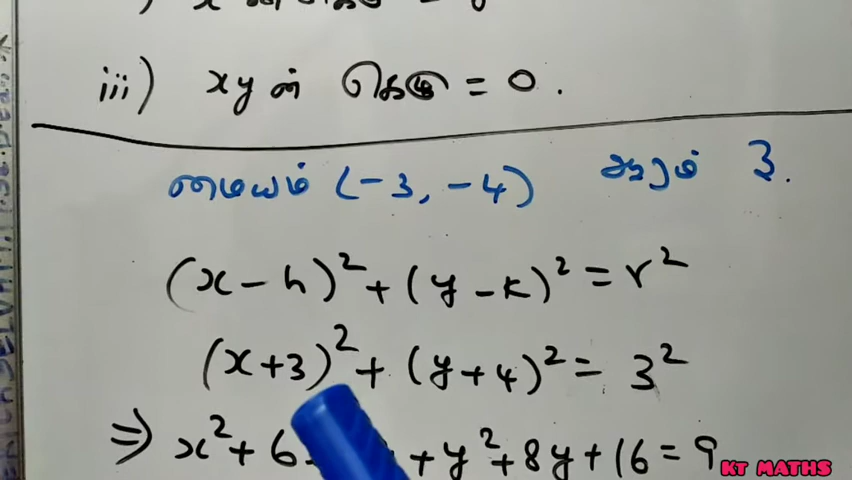 iii) xy ன் கெழு = 0.
மையம் (-3, -4) ஆரம் 3.
(x - h)² + (y - k)² = r²
(x + 3)² + (y + 4)² = 3²
⇒ x² + 6 + y² + 8y + 16 = 9
KT MATHS